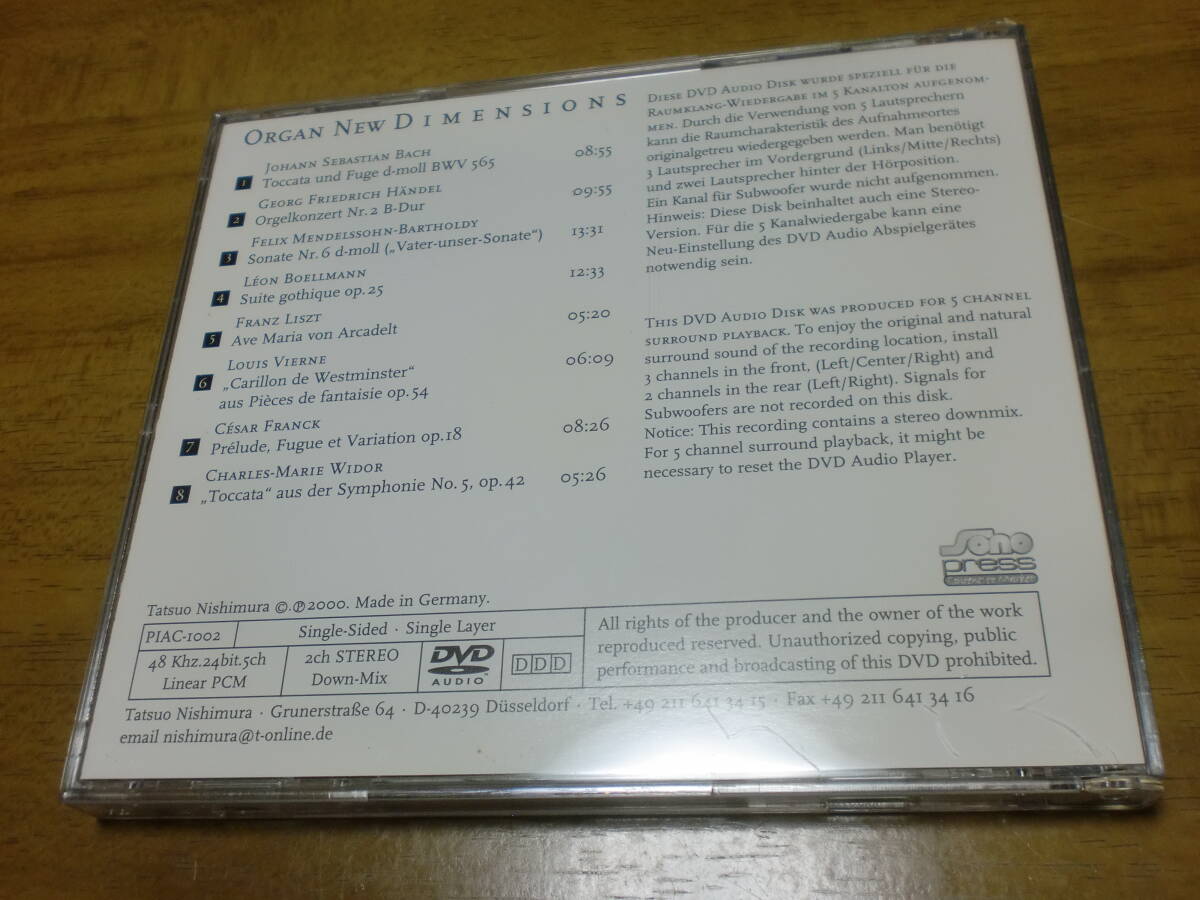 ORGAN NEW DIMENSIONS
JOHANN SEBASTIAN BACH
1 Toccata und Fuge d-moll BWV 565 08:55
GEORG FRIEDRICH HÄNDEL
2 Orgelkonzert Nr. 2 B-Dur 09:55
FELIX MENDELSSOHN-BARTHOLDY
3 Sonate Nr. 6 d-moll („Vater-unser-Sonate“) 13:31
LÉON BOELLMANN
4 Suite gothique op. 25 12:33
FRANZ LISZT
5 Ave Maria von Arcadelt 05:20
LOUIS VIERNE
6 „Carillon de Westminster“ 06:09
aus Pièces de fantaisie op. 54
CÉSAR FRANCK
7 Prélude, Fugue et Variation op. 18 08:26
CHARLES-MARIE WIDOR
8 „Toccata“ aus der Symphonie No. 5, op. 42 05:26
DIESE DVD AUDIO DISK WURDE SPEZIELL FÜR DIE
RAUMKLANG-WIEDERGABE IM 5 KANALTON AUFGENOM-
MEN. Durch die Verwendung von 5 Lautsprechern
kann die Raumcharakteristik des Aufnahmeortes
originalgetreu wiedergegeben werden. Man benötigt
3 Lautsprecher im Vordergrund (Links/Mitte/Rechts)
und zwei Lautsprecher hinter der Hörposition.
Ein Kanal für Subwoofer wurde nicht aufgenommen.
Hinweis: Diese Disk beinhaltet auch eine Stereo-
Version. Für die 5 Kanalwiedergabe kann eine
Neu-Einstellung des DVD Audio Abspielgerätes
notwendig sein.
THIS DVD AUDIO DISK WAS PRODUCED FOR 5 CHANNEL
SURROUND PLAYBACK. To enjoy the original and natural
surround sound of the recording location, install
3 channels in the front, (Left/Center/Right) and
2 channels in the rear (Left/Right). Signals for
Subwoofers are not recorded on this disk.
Notice: This recording contains a stereo downmix.
For 5 channel surround playback, it might be
necessary to reset the DVD Audio Player.
Sono
press
Tatsuo Nishimura ©.℗2000. Made in Germany.
PIAC-1002 Single-Sided · Single Layer
48 Khz.24bit.5ch
Linear PCM
2ch STEREO
Down-Mix
DVD
AUDIO™
DDD
All rights of the producer and the owner of the work
reproduced reserved. Unauthorized copying, public
performance and broadcasting of this DVD prohibited.
Tatsuo Nishimura · Grunerstraße 64 · D-40239 Düsseldorf · Tel. +49 211 641 34 15 · Fax +49 211 641 34 16
email nishimura@t-online.de